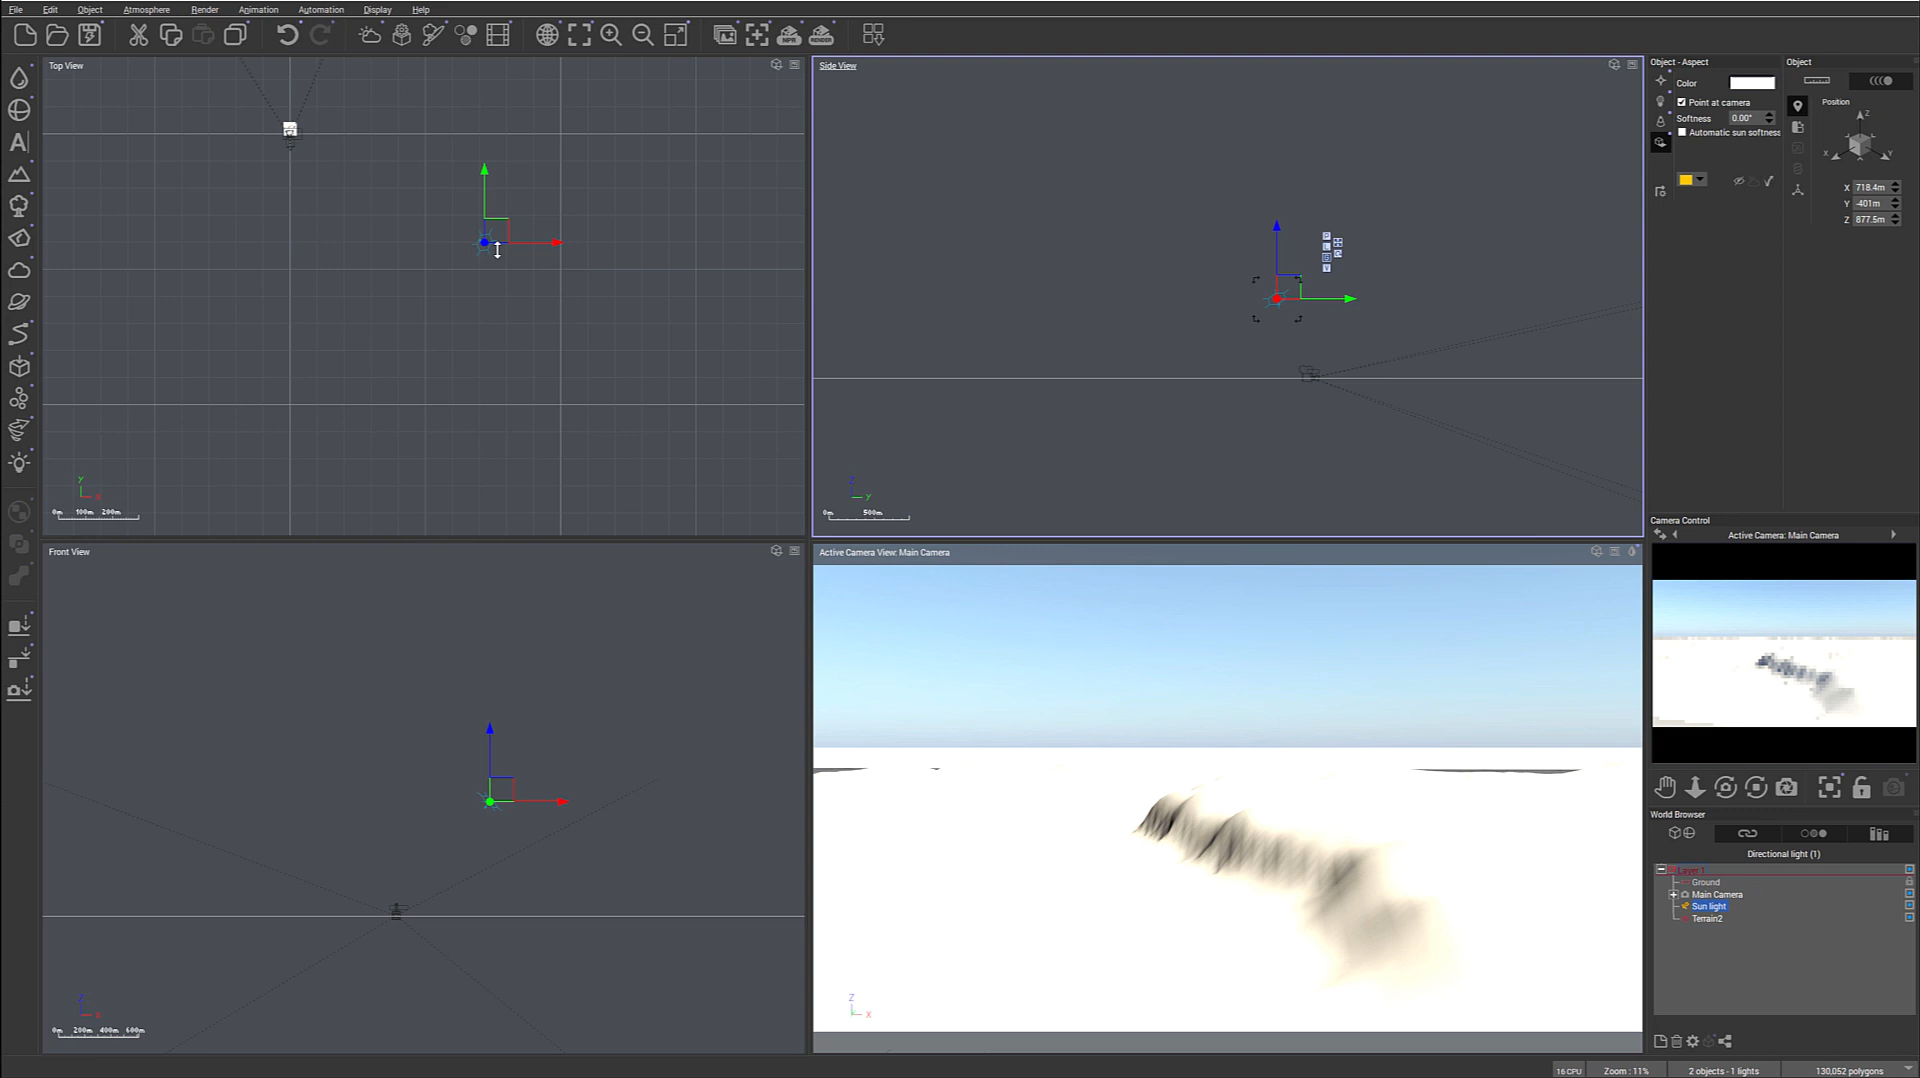 File Edit Object Atmosphere Render Animation Automation Display Help
Top View
Side View
Object - Aspect
Object
Color
Point at camera
Softness 0.00°
Automatic sun softness
Position
Z
X
Y
X 718.4m
Y -401m
Z 877.5m
y
x
0m 100m 200m
Z
y
0m 500m
Front View
Active Camera View: Main Camera
Z
x
0m 200m 400m 600m
Z
X
Camera Control
Active Camera: Main Camera
World Browser
Directional light (1)
Layer 1
Ground
Main Camera
Sun light
Terrain2
16 CPU
Zoom : 11%
2 objects - 1 lights
130,052 polygons